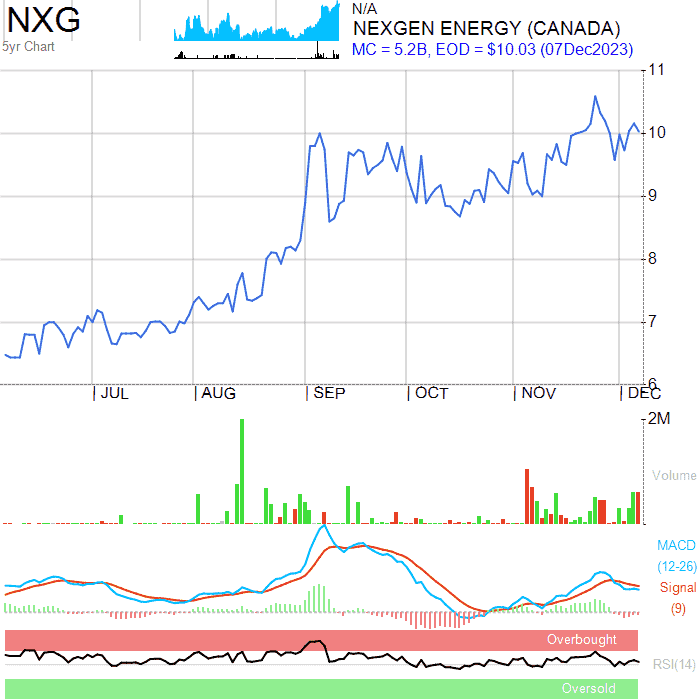 NXG
5yr Chart
N/A
NEXGEN ENERGY (CANADA)
MC = 5.2B, EOD = $10.03 (07Dec2023)
11
10
9
8
7
6
JUL AUG SEP OCT NOV DEC
2M
Volume
MACD
(12-26)
Signal
(9)
Overbought
RSI(14)
Oversold